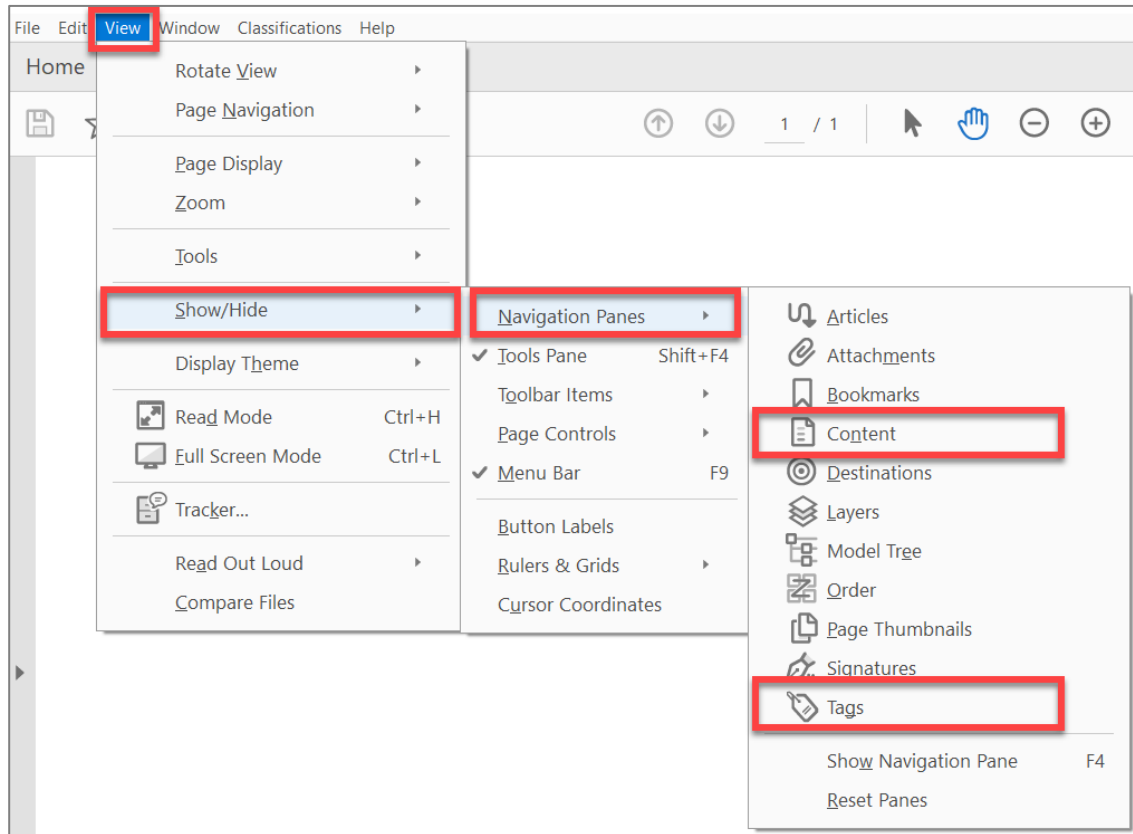 File Edit View Window Classifications Help
Home
1 / 1
Rotate View
Page Navigation
Page Display
Zoom
Tools
Show/Hide
Display Theme
Read Mode Ctrl+H
Full Screen Mode Ctrl+L
Tracker...
Read Out Loud
Compare Files
Navigation Panes
Tools Pane Shift+F4
Toolbar Items
Page Controls
Menu Bar F9
Button Labels
Rulers & Grids
Cursor Coordinates
Articles
Attachments
Bookmarks
Content
Destinations
Layers
Model Tree
Order
Page Thumbnails
Signatures
Tags
Show Navigation Pane F4
Reset Panes